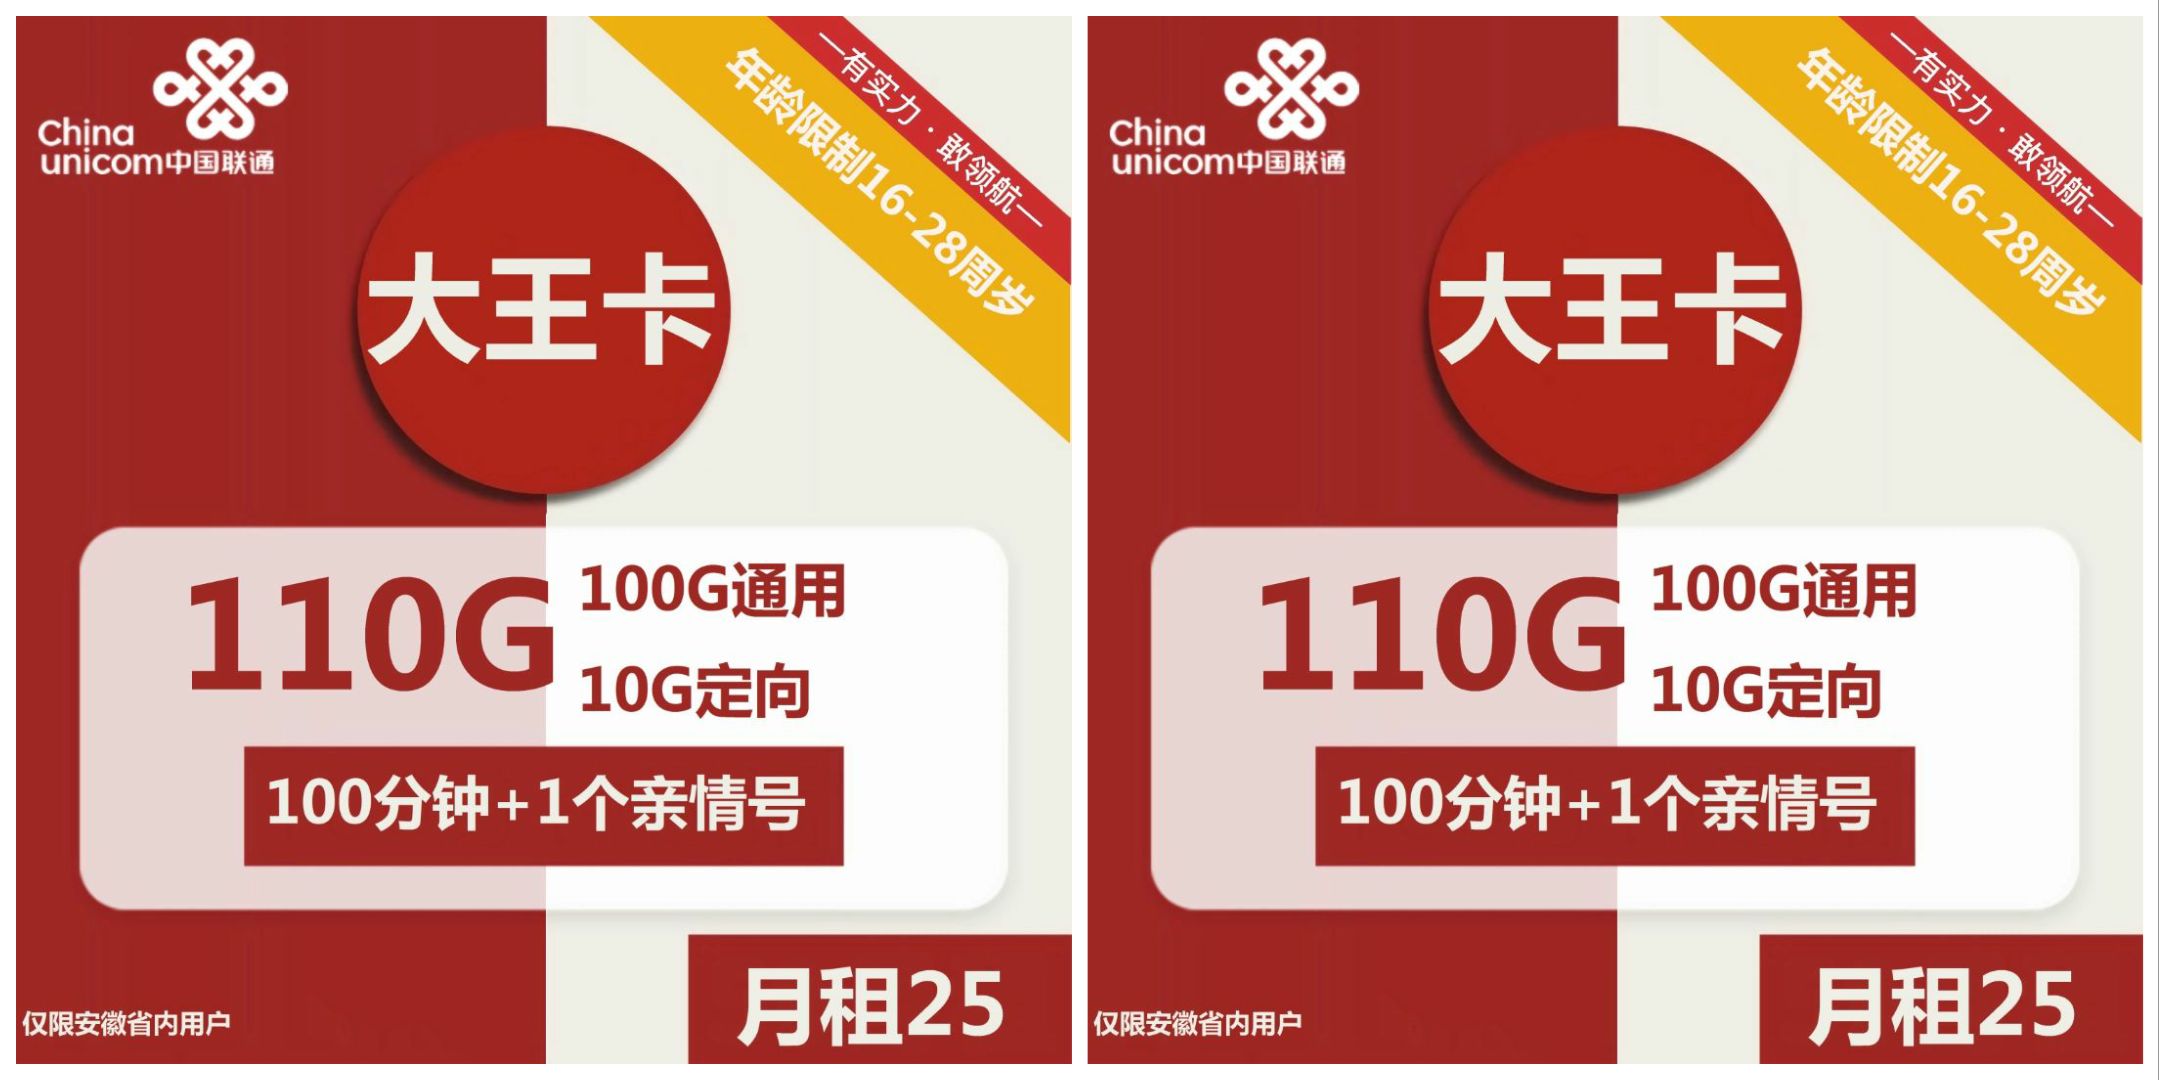 China
unicom中国联通
—有实力·敢领航—
年龄限制16-28周岁
大王卡
110G
100G通用
10G定向
100分钟+1个亲情号
月租25
仅限安徽省内用户
China
unicom中国联通
—有实力·敢领航—
年龄限制16-28周岁
大王卡
110G
100G通用
10G定向
100分钟+1个亲情号
月租25
仅限安徽省内用户